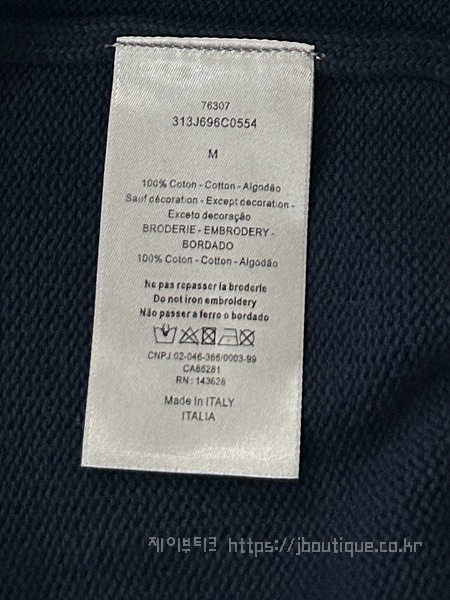 76307
313J696C0554
M
100% Coton - Cotton - Algodão
Sauf décoration - Except decoration -
Exceto decoração
BRODERIE - EMBROIDERY -
BORDADO
100% Coton - Cotton - Algodão
Ne pas repasser la broderie
Do not iron embroidery
Não passer a ferro o bordado
CNPJ.02-046-366/0003-99
CA65281
RN : 143628
Made In ITALY
ITALIA
제이부티크 https://jboutique.co.kr